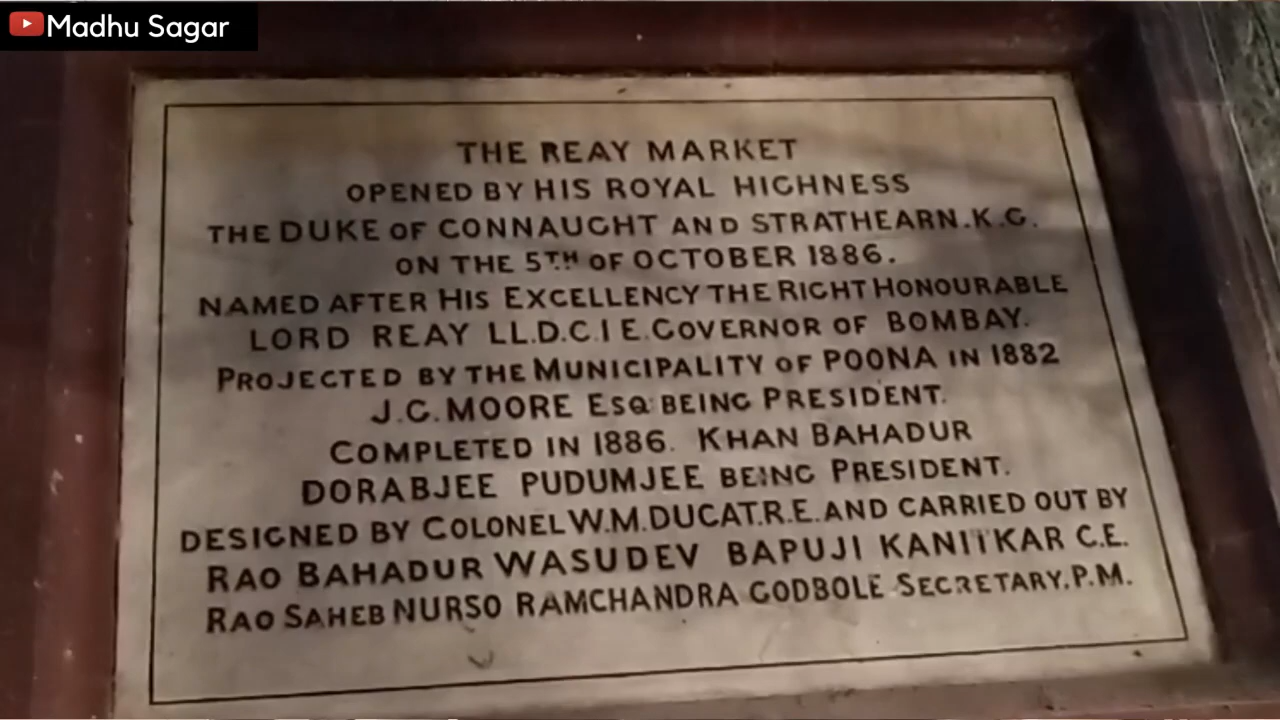 Madhu Sagar
THE REAY MARKET
OPENED BY HIS ROYAL HIGHNESS
THE DUKE OF CONNAUGHT AND STRATHEARN.K.G.
ON THE 5TH OF OCTOBER 1886.
NAMED AFTER HIS EXCELLENCY THE RIGHT HONOURABLE
LORD REAY LL.D.C.I E.GOVERNOR OF BOMBAY.
PROJECTED BY THE MUNICIPALITY OF POONA IN 1882
J.G.MOORE ESQ BEING PRESIDENT.
COMPLETED IN 1886. KHAN BAHADUR
DORABJEE PUDUMJEE BEING PRESIDENT.
DESIGNED BY COLONEL W.M.DUCAT.R.E.AND CARRIED OUT BY
RAO BAHADUR WASUDEV BAPUJI KANITKAR C.E.
RAO SAHEB NURSO RAMCHANDRA GODBOLE SECRETARY.P.M.